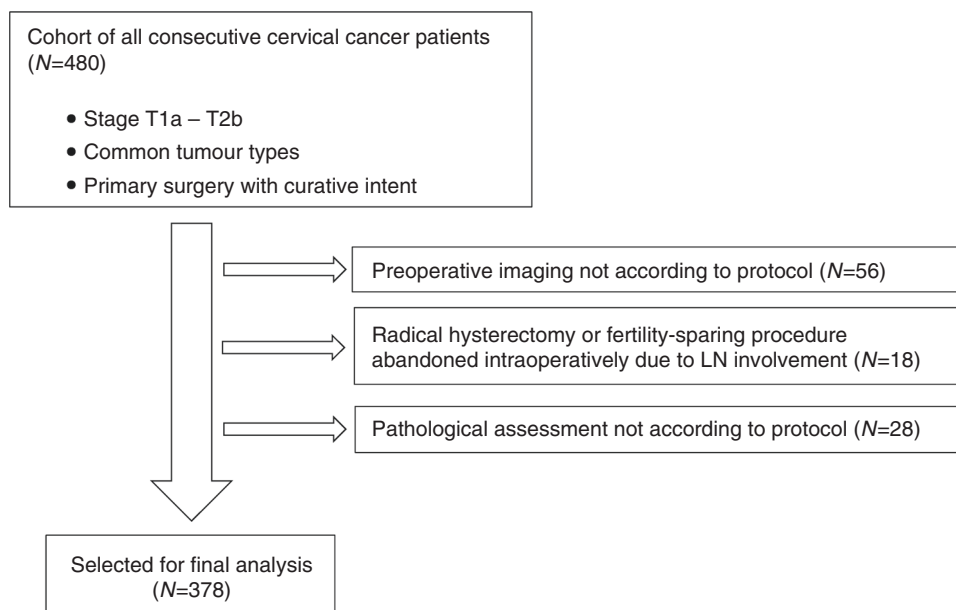 Cohort of all consecutive cervical cancer patients
(N=480)
• Stage T1a – T2b
• Common tumour types
• Primary surgery with curative intent
Preoperative imaging not according to protocol (N=56)
Radical hysterectomy or fertility-sparing procedure
abandoned intraoperatively due to LN involvement (N=18)
Pathological assessment not according to protocol (N=28)
Selected for final analysis
(N=378)